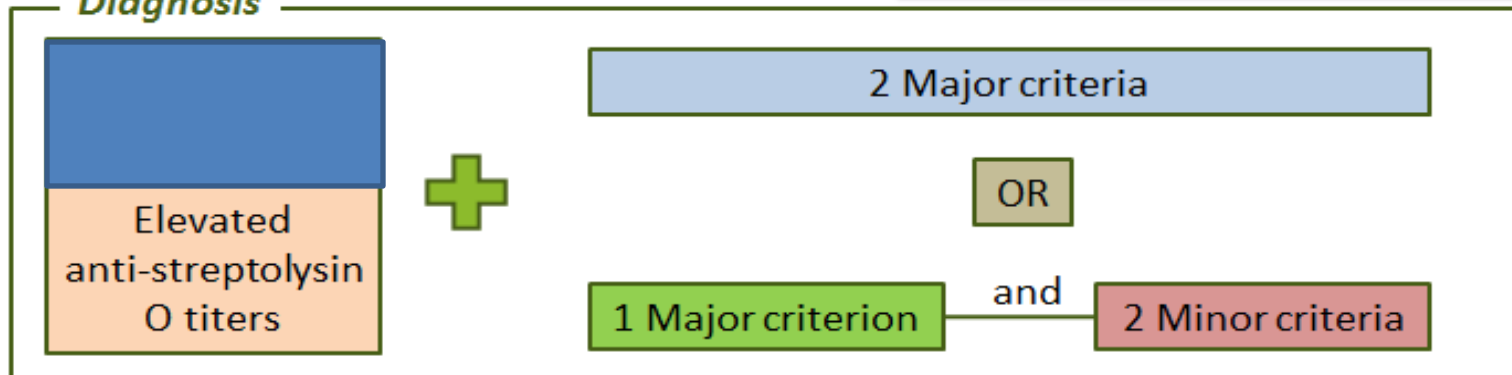 Diagnosis
2 Major criteria
OR
Elevated
anti-streptolysin
O titers
1 Major criterion
and
2 Minor criteria